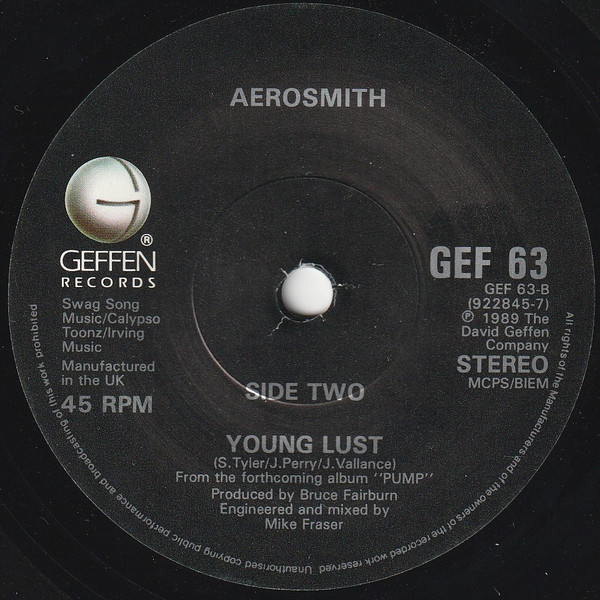 AEROSMITH
G
®
GEFFEN
RECORDS
Swag Song
Music/Calypso
Toonz/Irving
Music
Manufactured
in the UK
45 RPM
GEF 63
GEF 63-B
(922845-7)
℗ 1989 The
David Geffen
Company
STEREO
MCPS/BIEM
SIDE TWO
YOUNG LUST
(S.Tyler/J.Perry/J.Vallance)
From the forthcoming album ''PUMP''
Produced by Bruce Fairburn
Engineered and mixed by
Mike Fraser
All rights of the Manufacturers and of the owners of the recorded work reserved. Unauthorised copying public performance and broadcasting of this work prohibited